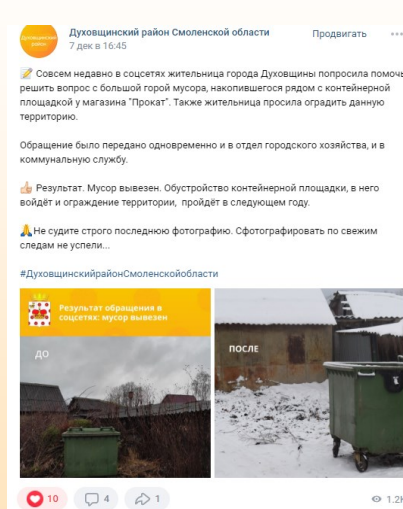 Духовщинский район Смоленской области
Продвигать
7 дек в 16:45
Совсем недавно в соцсетях жительница города Духовщины попросила помочь
решить вопрос с большой горой мусора, накопившегося рядом с контейнерной
площадкой у магазина "Прокат". Также жительница просила оградить данную
территорию.
Обращение было передано одновременно и в отдел городского хозяйства, и в
коммунальную службу.
Результат. Мусор вывезен. Обустройство контейнерной площадки, в него
войдёт и ограждение территории, пройдёт в следующем году.
Не судите строго последнюю фотографию. Сфотографировать по свежим
следам не успели...
#ДуховщинскийрайонСмоленскойобласти
Результат обращения в
соцсетях: мусор вывезен
ДО
ПОСЛЕ
10
4
1
1.2K